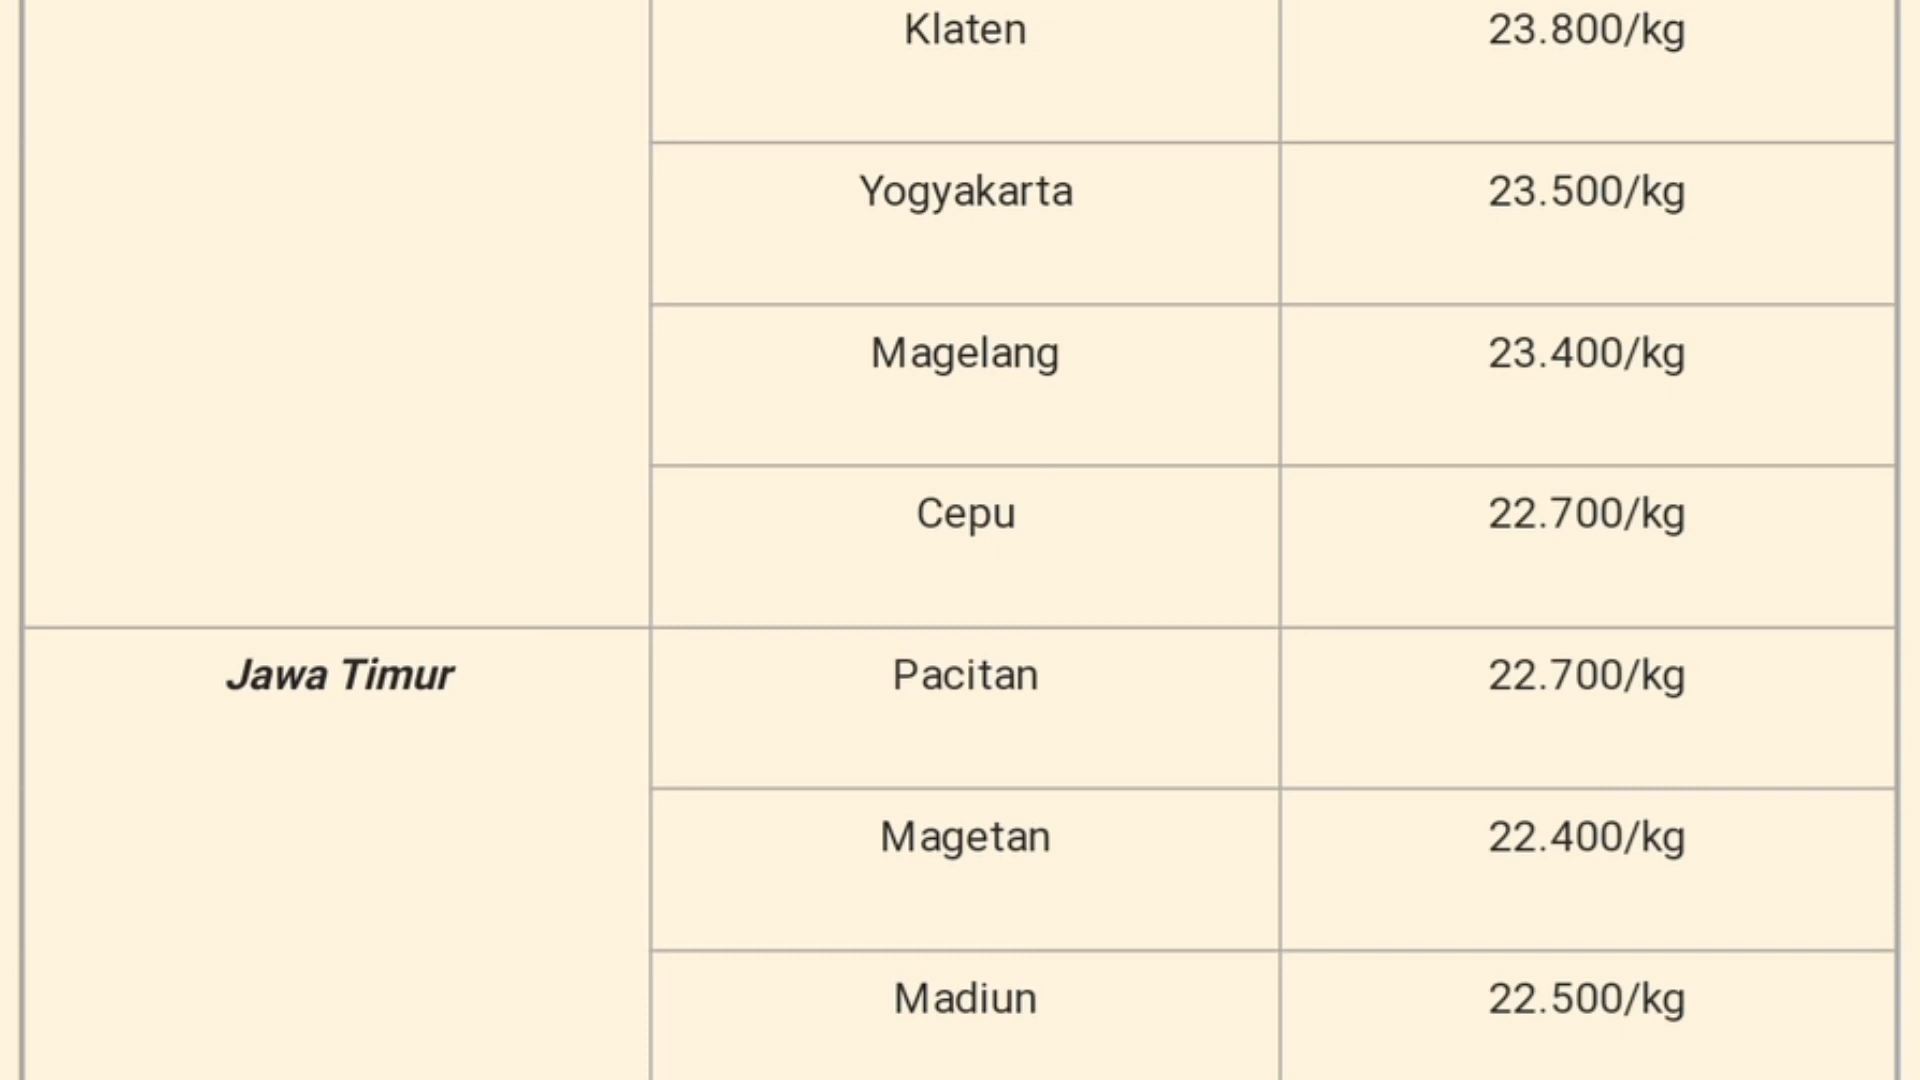 Klaten 23.800/kg
Yogyakarta 23.500/kg
Magelang 23.400/kg
Cepu 22.700/kg
Jawa Timur Pacitan 22.700/kg
Magetan 22.400/kg
Madiun 22.500/kg